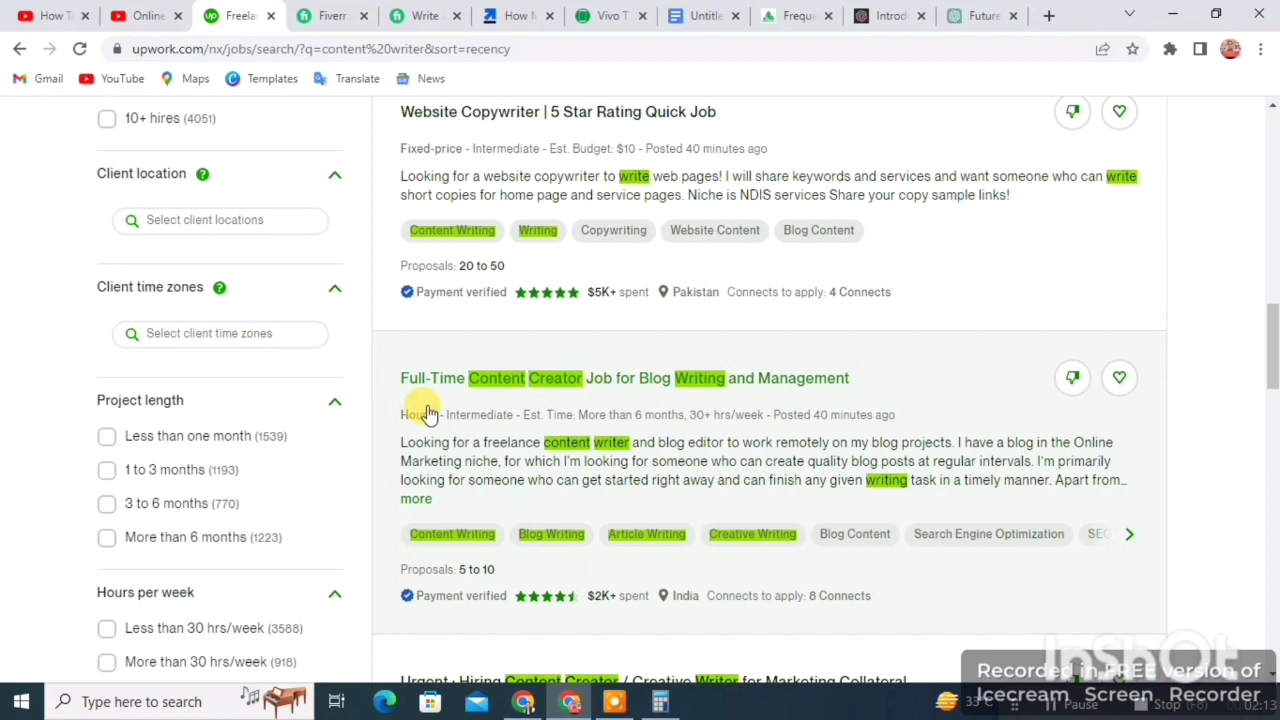 How T
Online
Freela
Fiverr
Write
How M
Vivo T
Untitle
Freque
Introdu
Future
upwork.com/nx/jobs/search/?q=content%20writer&sort=recency
Gmail
YouTube
Maps
Templates
Translate
News
10+ hires (4051)
Client location
Select client locations
Client time zones
Select client time zones
Project length
Less than one month (1539)
1 to 3 months (1193)
3 to 6 months (770)
More than 6 months (1223)
Hours per week
Less than 30 hrs/week (3588)
More than 30 hrs/week (918)
Website Copywriter | 5 Star Rating Quick Job
Fixed-price - Intermediate - Est. Budget: $10 - Posted 40 minutes ago
Looking for a website copywriter to write web pages! I will share keywords and services and want someone who can write
short copies for home page and service pages. Niche is NDIS services Share your copy sample links!
Content Writing
Writing
Copywriting
Website Content
Blog Content
Proposals: 20 to 50
Payment verified $5K+ spent Pakistan Connects to apply: 4 Connects
Full-Time Content Creator Job for Blog Writing and Management
- Intermediate - Est. Time: More than 6 months, 30+ hrs/week - Posted 40 minutes ago
Looking for a freelance content writer and blog editor to work remotely on my blog projects. I have a blog in the Online
Marketing niche, for which I'm looking for someone who can create quality blog posts at regular intervals. I'm primarily
looking for someone who can get started right away and can finish any given writing task in a timely manner. Apart from...
more
Content Writing
Blog Writing
Article Writing
Creative Writing
Blog Content
Search Engine Optimization
SEO
Proposals: 5 to 10
Payment verified $2K+ spent India Connects to apply: 8 Connects
Urgent - Hiring Content Creator / Creative Writer for Marketing Collateral
InShOt
Recorded in FREE version of
Icecream Screen Recorder
Type here to search
33°C
Pause
Stop (F8)
00:02:13